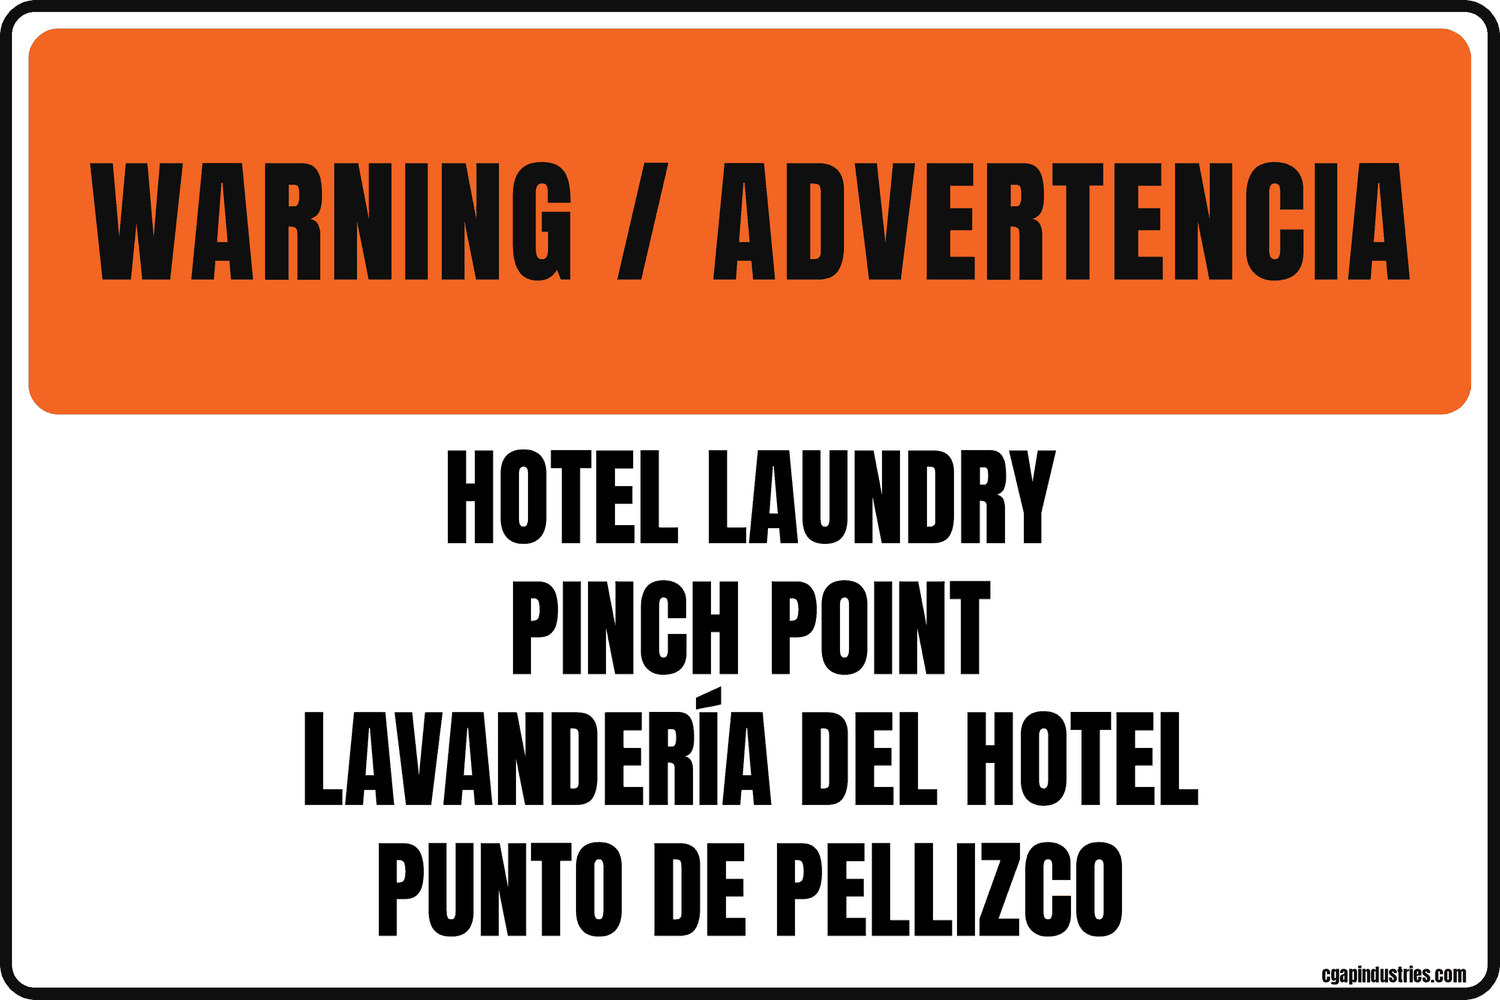 WARNING / ADVERTENCIA
HOTEL LAUNDRY
PINCH POINT
LAVANDERÍA DEL HOTEL
PUNTO DE PELLIZCO
cgapindustries.com